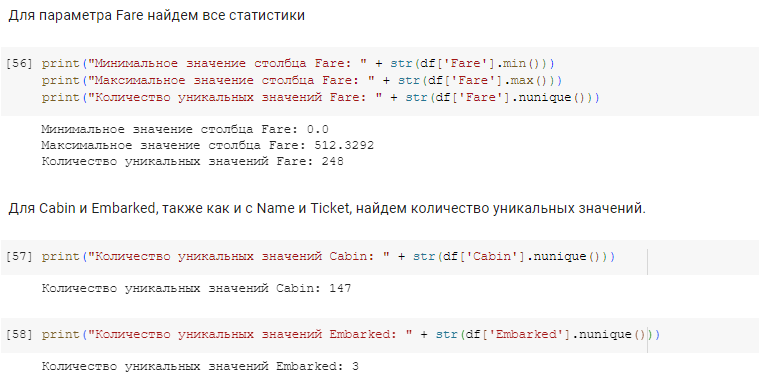 Для параметра Fare найдем все статистики
[56] print("Минимальное значение столбца Fare: " + str(df['Fare'].min()))
print("Максимальное значение столбца Fare: " + str(df['Fare'].max()))
print("Количество уникальных значений Fare: " + str(df['Fare'].nunique()))
Минимальное значение столбца Fare: 0.0
Максимальное значение столбца Fare: 512.3292
Количество уникальных значений Fare: 248
Для Cabin и Embarked, также как и с Name и Ticket, найдем количество уникальных значений.
[57] print("Количество уникальных значений Cabin: " + str(df['Cabin'].nunique()))
Количество уникальных значений Cabin: 147
[58] print("Количество уникальных значений Embarked: " + str(df['Embarked'].nunique()))
Количество уникальных значений Embarked: 3